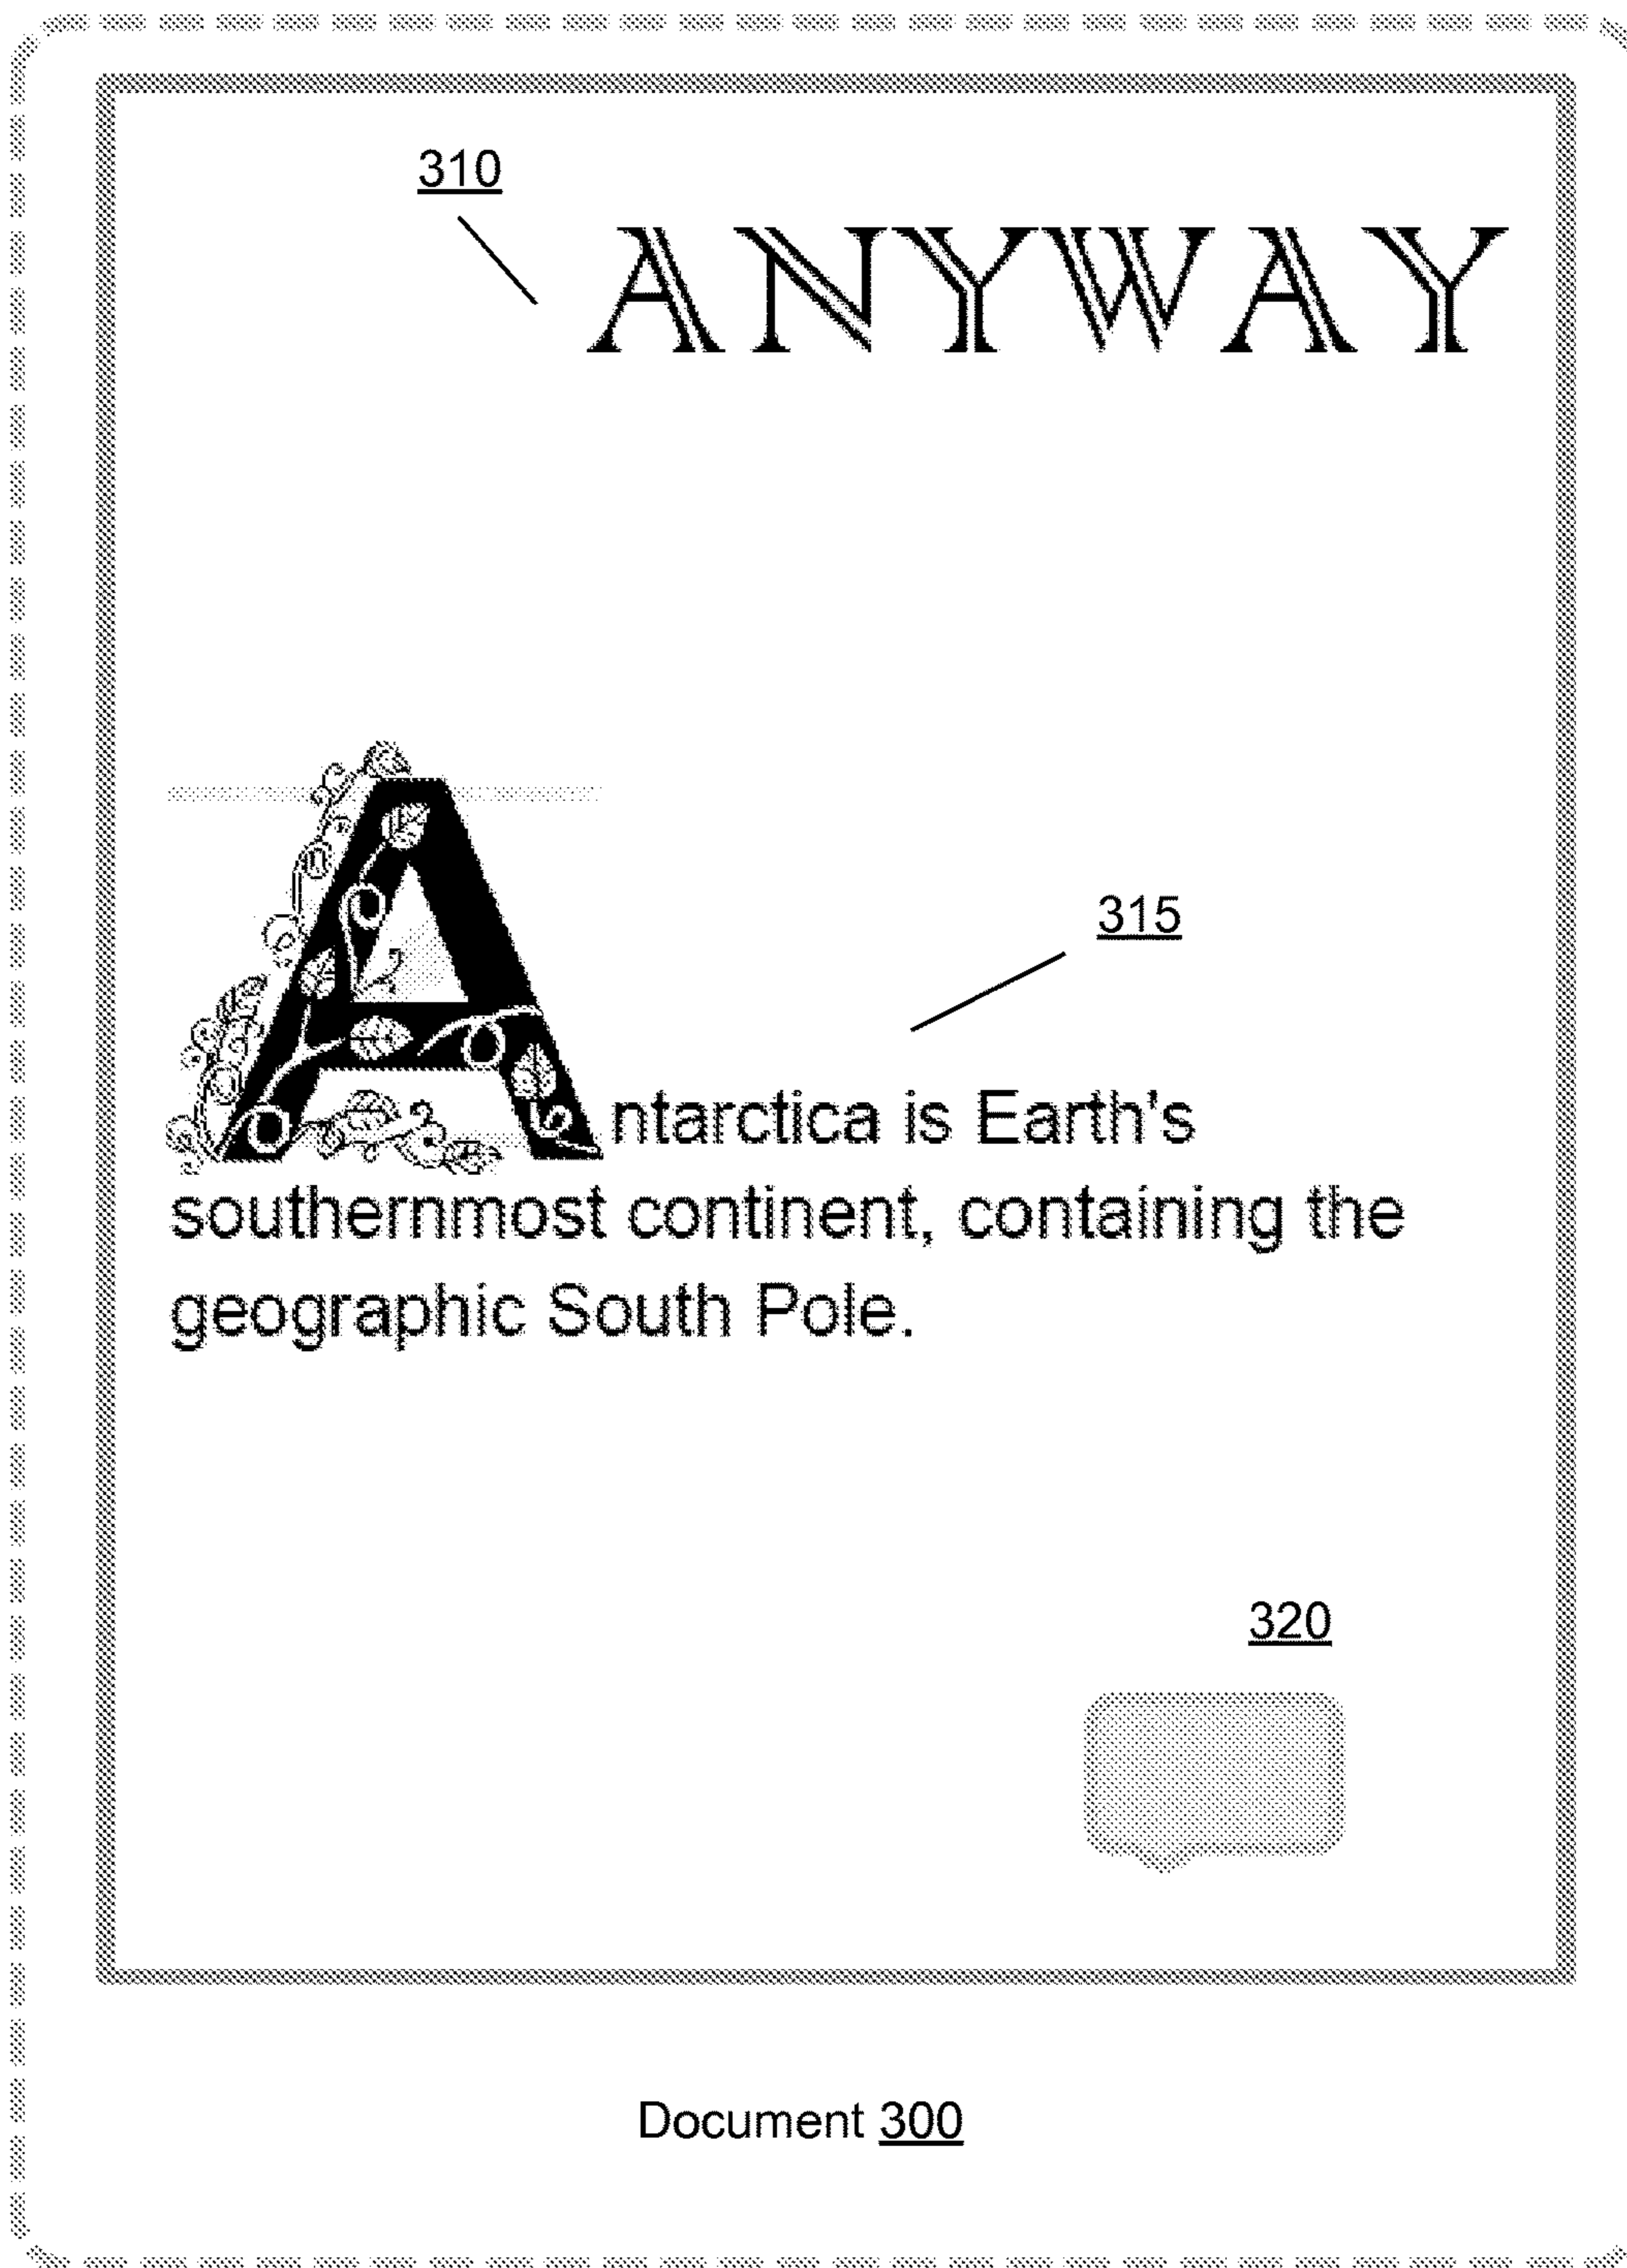 310
ANYWAY
315
Antarctica is Earth's
southernmost continent, containing the
geographic South Pole.
320
Document 300